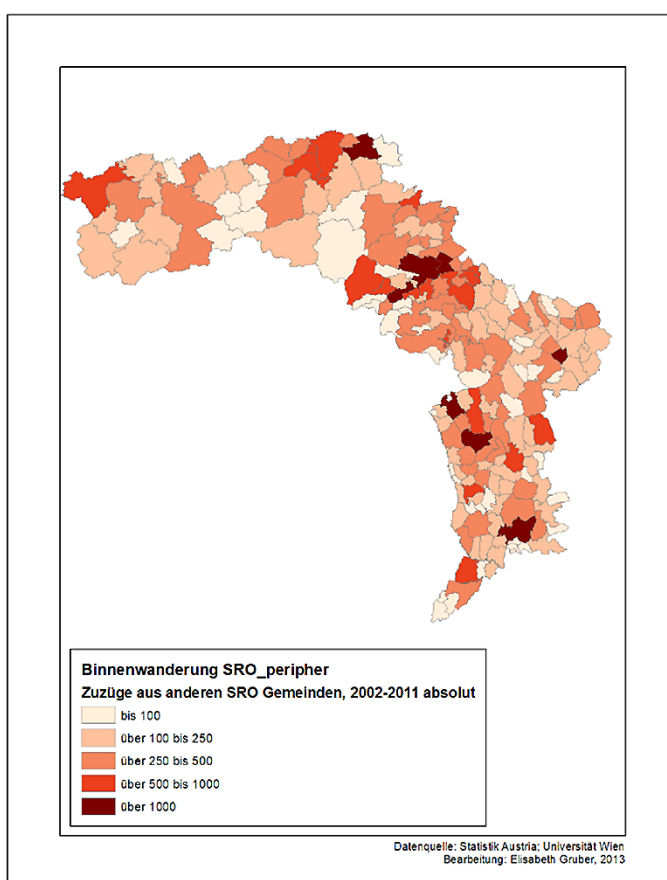 Binnenwanderung SRO_peripher
Zuzüge aus anderen SRO Gemeinden, 2002-2011 absolut
bis 100
über 100 bis 250
über 250 bis 500
über 500 bis 1000
über 1000
Datenquelle: Statistik Austria; Universität Wien
Bearbeitung: Elisabeth Gruber, 2013